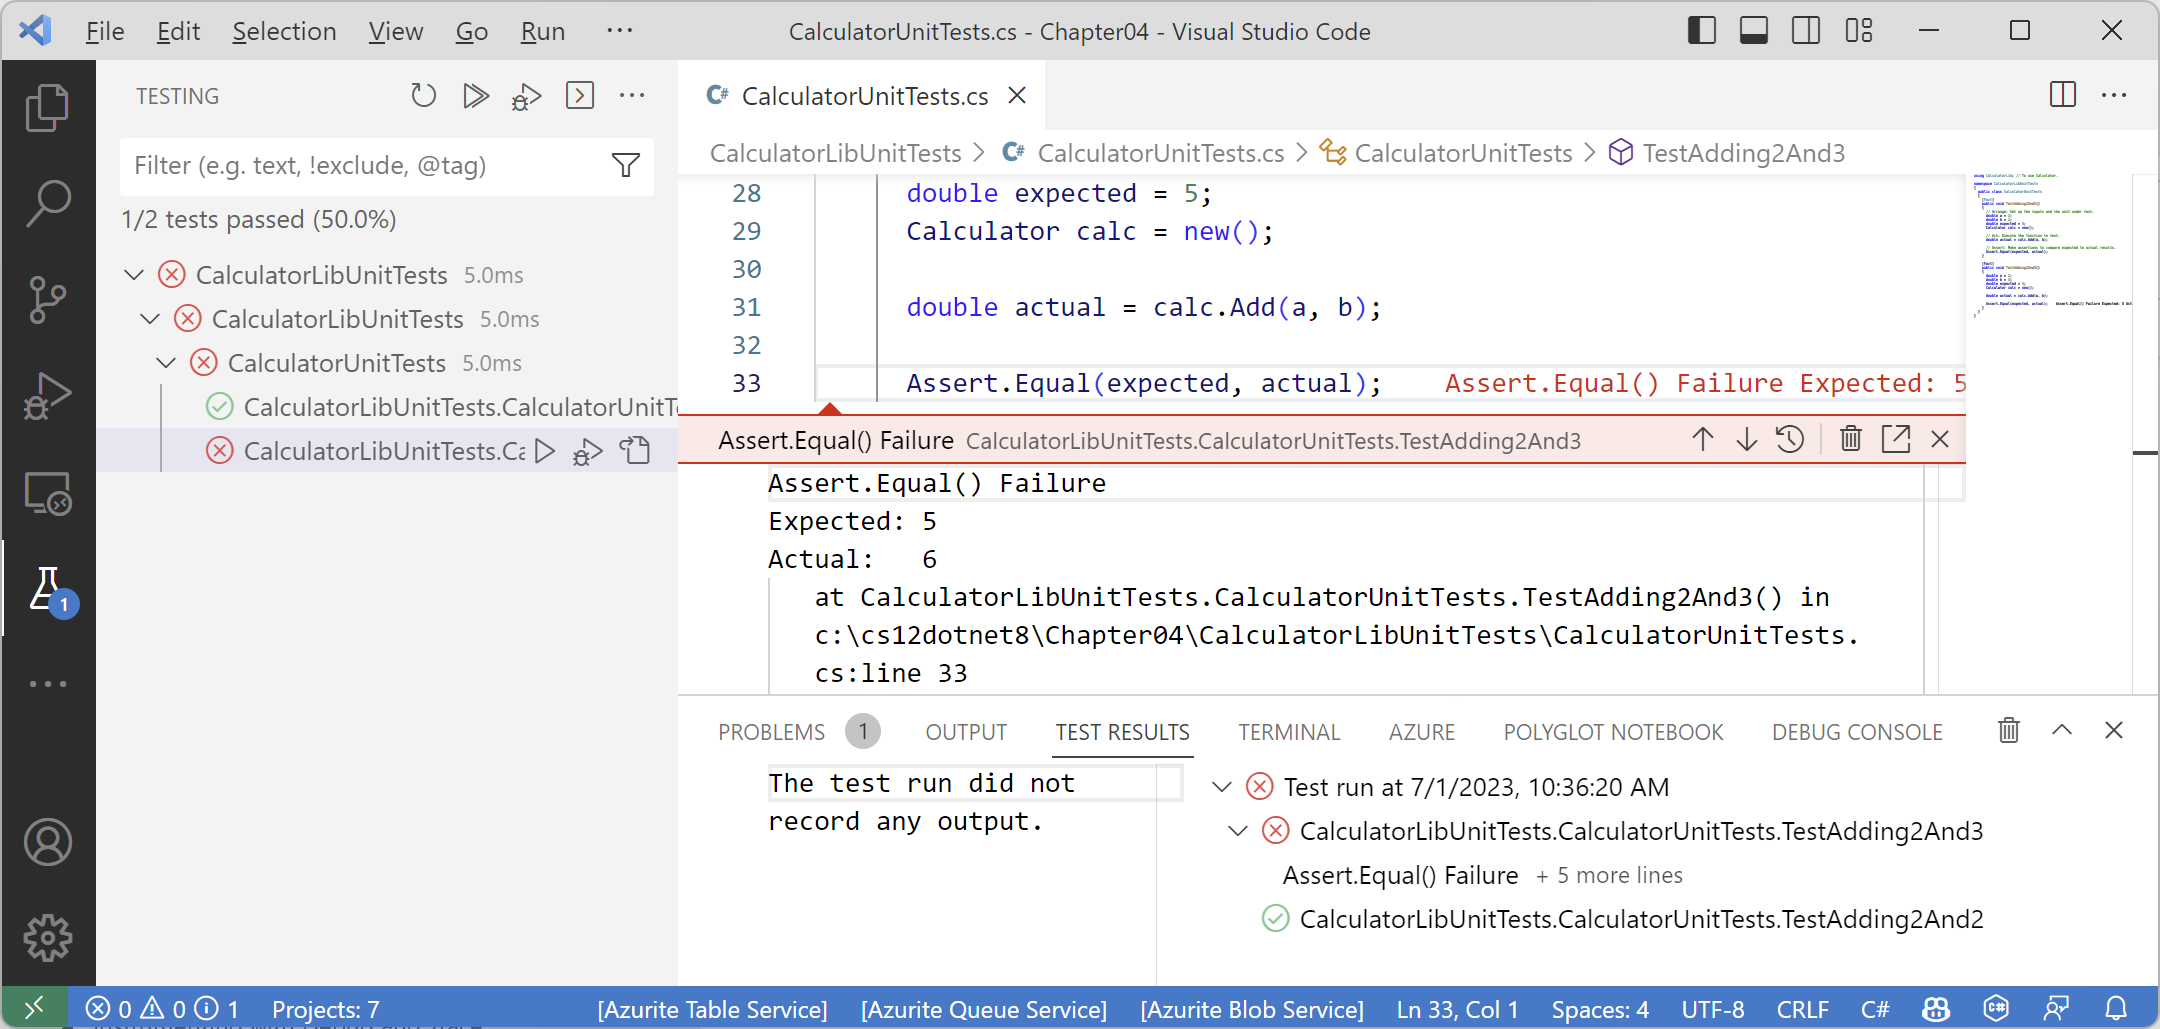 File Edit Selection View Go Run ···
CalculatorUnitTests.cs - Chapter04 - Visual Studio Code
TESTING
Filter (e.g. text, !exclude, @tag)
1/2 tests passed (50.0%)
CalculatorLibUnitTests 5.0ms
CalculatorLibUnitTests 5.0ms
CalculatorUnitTests 5.0ms
CalculatorLibUnitTests.CalculatorUnitT
CalculatorLibUnitTests.Ca
1
C# CalculatorUnitTests.cs
CalculatorLibUnitTests > C# CalculatorUnitTests.cs > CalculatorUnitTests > TestAdding2And3
28 double expected = 5;
29 Calculator calc = new();
30
31 double actual = calc.Add(a, b);
32
33 Assert.Equal(expected, actual); Assert.Equal() Failure Expected: 5
Assert.Equal() Failure CalculatorLibUnitTests.CalculatorUnitTests.TestAdding2And3
Assert.Equal() Failure
Expected: 5
Actual: 6
at CalculatorLibUnitTests.CalculatorUnitTests.TestAdding2And3() in
c:\cs12dotnet8\Chapter04\CalculatorLibUnitTests\CalculatorUnitTests.
cs:line 33
PROBLEMS 1 OUTPUT TEST RESULTS TERMINAL AZURE POLYGLOT NOTEBOOK DEBUG CONSOLE
The test run did not
record any output.
Test run at 7/1/2023, 10:36:20 AM
CalculatorLibUnitTests.CalculatorUnitTests.TestAdding2And3
Assert.Equal() Failure + 5 more lines
CalculatorLibUnitTests.CalculatorUnitTests.TestAdding2And2
0 0 1 Projects: 7 [Azurite Table Service] [Azurite Queue Service] [Azurite Blob Service] Ln 33, Col 1 Spaces: 4 UTF-8 CRLF C#